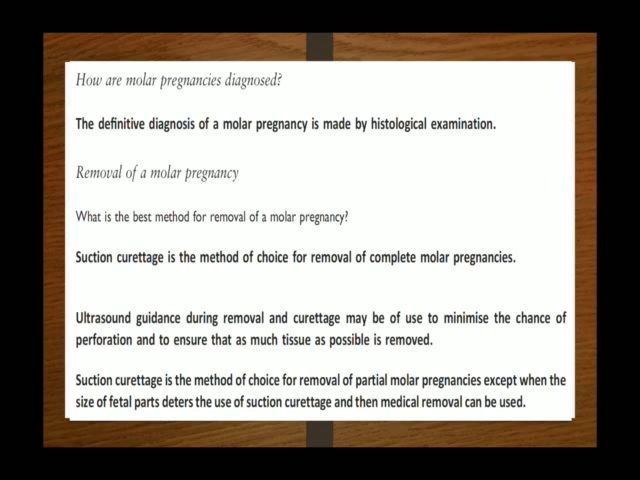 How are molar pregnancies diagnosed?
The definitive diagnosis of a molar pregnancy is made by histological examination.
Removal of a molar pregnancy
What is the best method for removal of a molar pregnancy?
Suction curettage is the method of choice for removal of complete molar pregnancies.
Ultrasound guidance during removal and curettage may be of use to minimise the chance of
perforation and to ensure that as much tissue as possible is removed.
Suction curettage is the method of choice for removal of partial molar pregnancies except when the
size of fetal parts deters the use of suction curettage and then medical removal can be used.